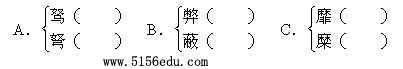 A. 驽（　　） B. 弊（　　） C. 靡（　　）
弩（　　） 蔽（　　） 糜（　　）
www.5156edu.com